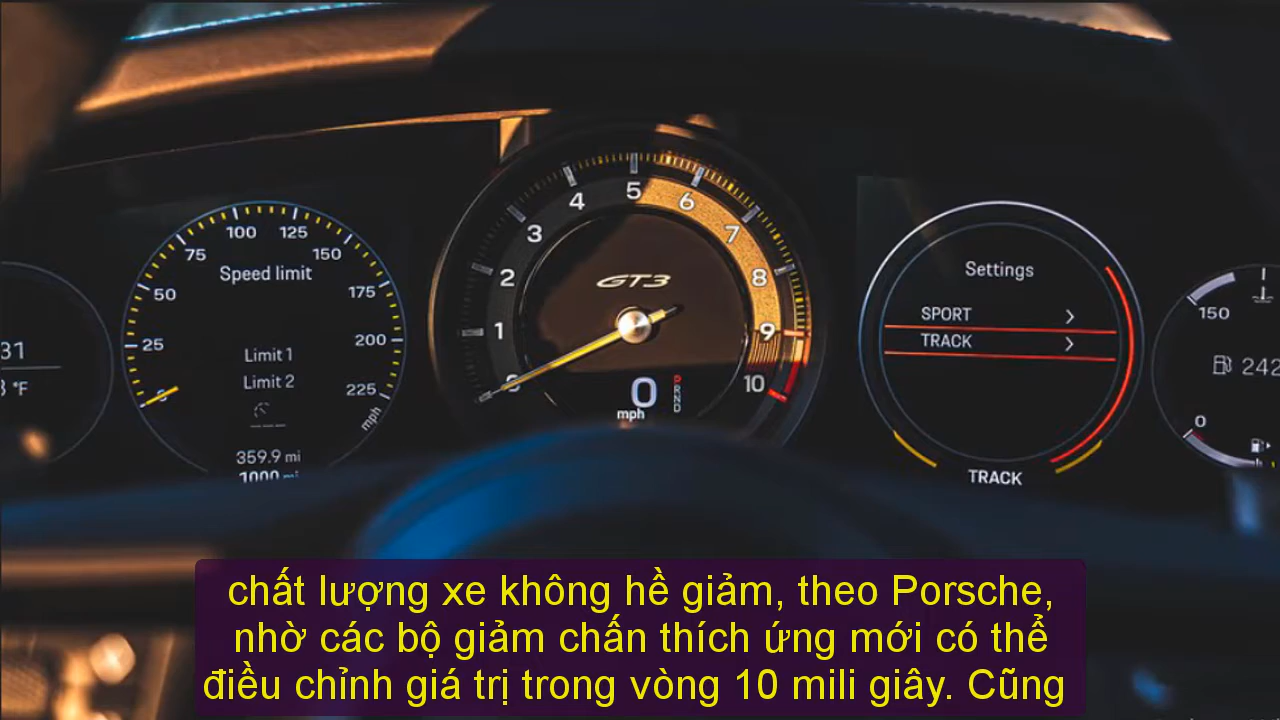 31
°F
100 125
75 150
50 175
25 200
225
mph
Speed limit
Limit 1
Limit 2
359.9 mi
1000 mi
1 2 3 4 5 6 7 8 9 10
GT3
0
mph
P
R
N
D
Settings
SPORT
TRACK
TRACK
150
242
0
chất lượng xe không hề giảm, theo Porsche,
nhờ các bộ giảm chấn thích ứng mới có thể
điều chỉnh giá trị trong vòng 10 mili giây. Cũng